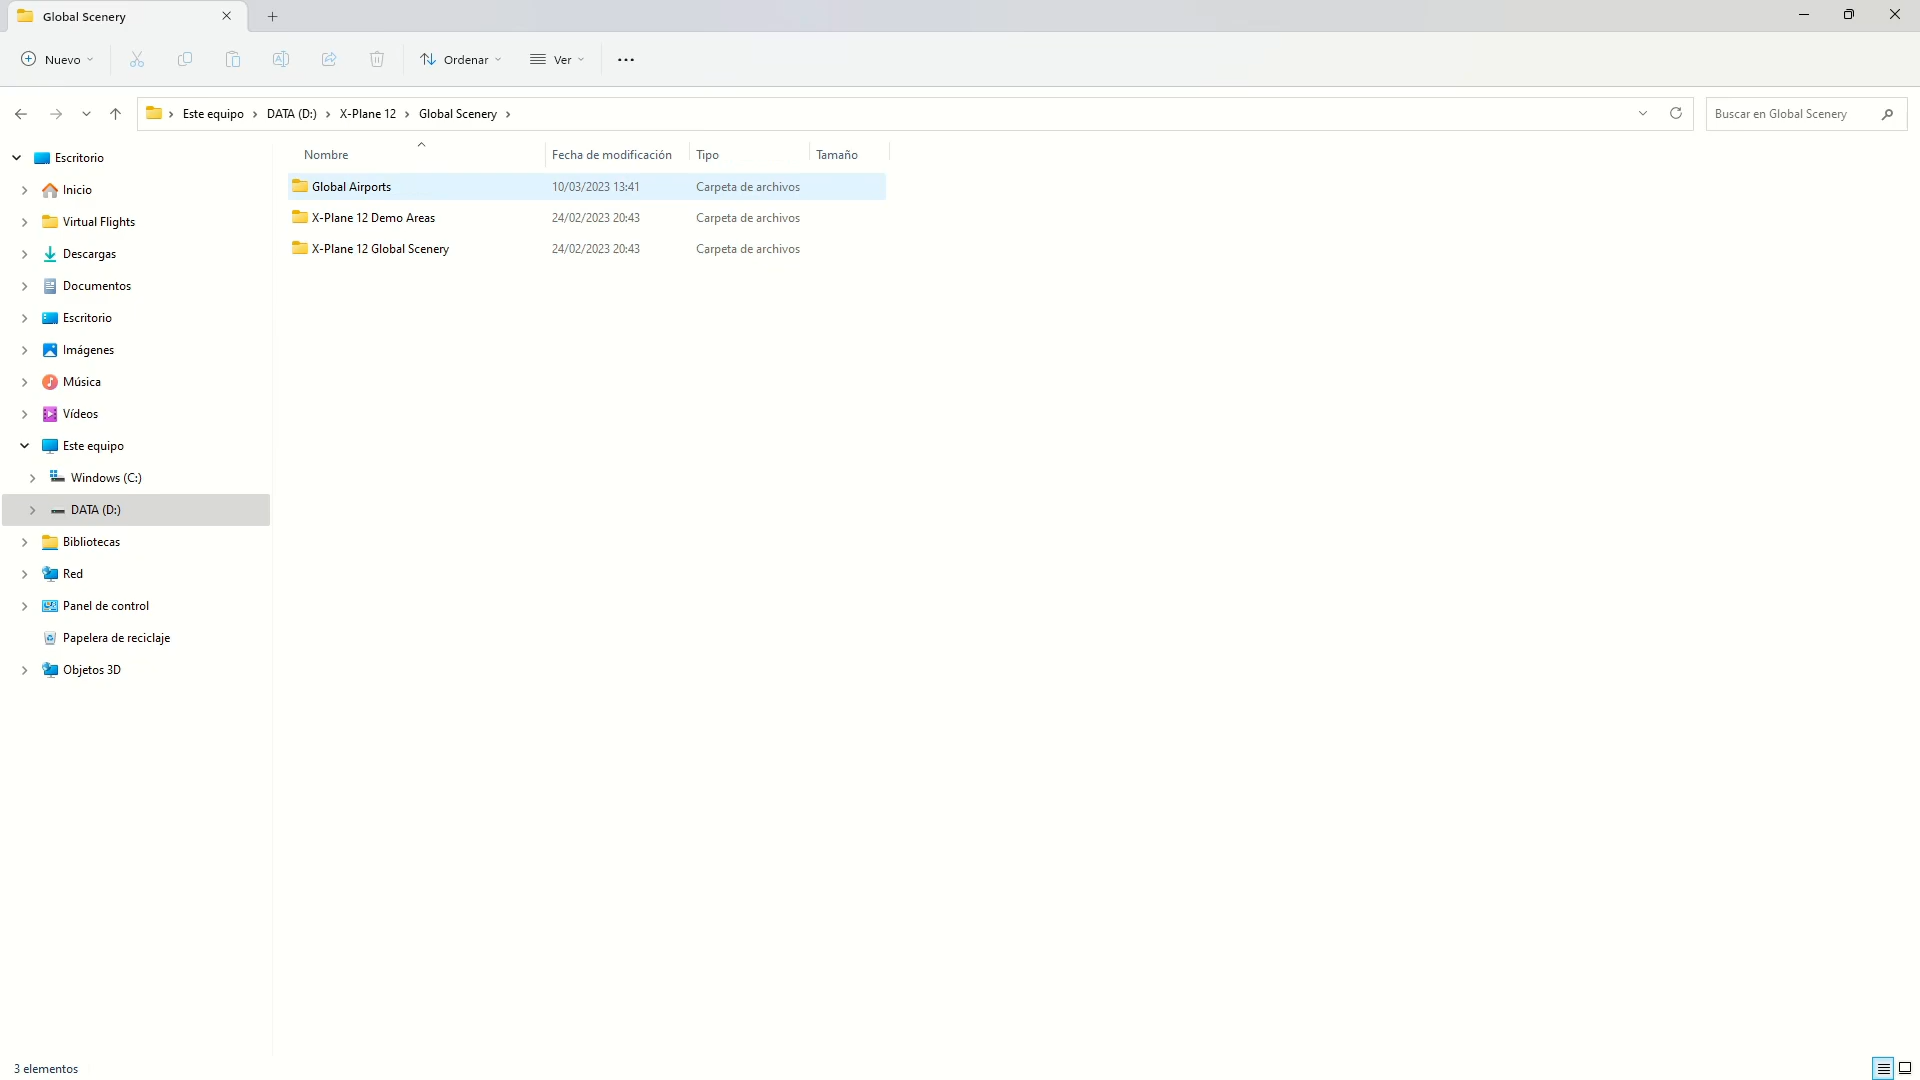 Global Scenery
Nuevo
Ordenar
Ver
Este equipo > DATA (D:) > X-Plane 12 > Global Scenery >
Buscar en Global Scenery
Escritorio
Inicio
Virtual Flights
Descargas
Documentos
Escritorio
Imágenes
Música
Vídeos
Este equipo
Windows (C:)
DATA (D:)
Bibliotecas
Red
Panel de control
Papelera de reciclaje
Objetos 3D
Nombre Fecha de modificación Tipo Tamaño
Global Airports 10/03/2023 13:41 Carpeta de archivos
X-Plane 12 Demo Areas 24/02/2023 20:43 Carpeta de archivos
X-Plane 12 Global Scenery 24/02/2023 20:43 Carpeta de archivos
3 elementos